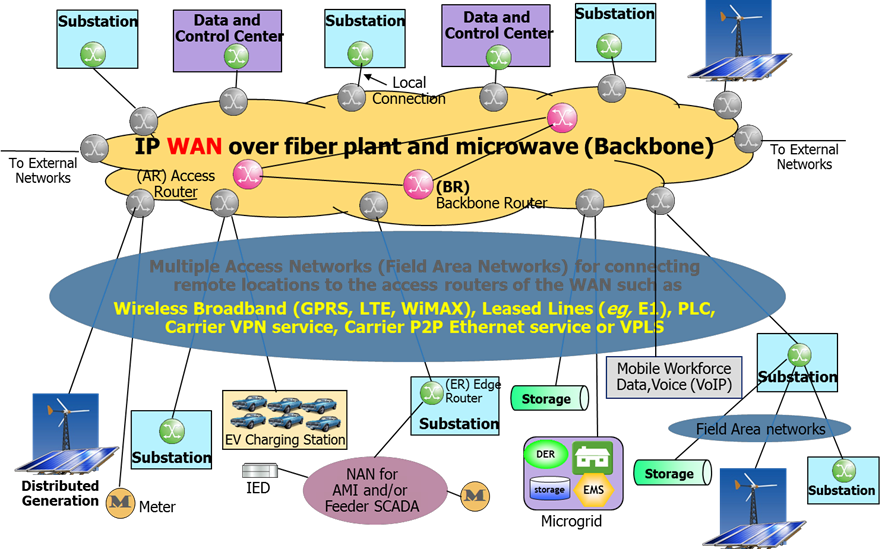 Substation
Data and
Control Center
Substation
Data and
Control Center
Substation
Local
Connection
IP WAN over fiber plant and microwave (Backbone)
To External
Networks
To External
Networks
(AR) Access
Router
(BR)
Backbone Router
Multiple Access Networks (Field Area Networks) for connecting
remote locations to the access routers of the WAN such as
Wireless Broadband (GPRS, LTE, WiMAX), Leased Lines (eg, E1), PLC,
Carrier VPN service, Carrier P2P Ethernet service or VPLS
Mobile Workforce
Data,Voice (VoIP)
Substation
(ER) Edge
Router
Substation
Storage
EV Charging Station
Substation
Field Area networks
Distributed
Generation
M
Meter
IED
NAN for
AMI and/or
Feeder SCADA
M
DER
storage
EMS
Microgrid
Storage
Substation